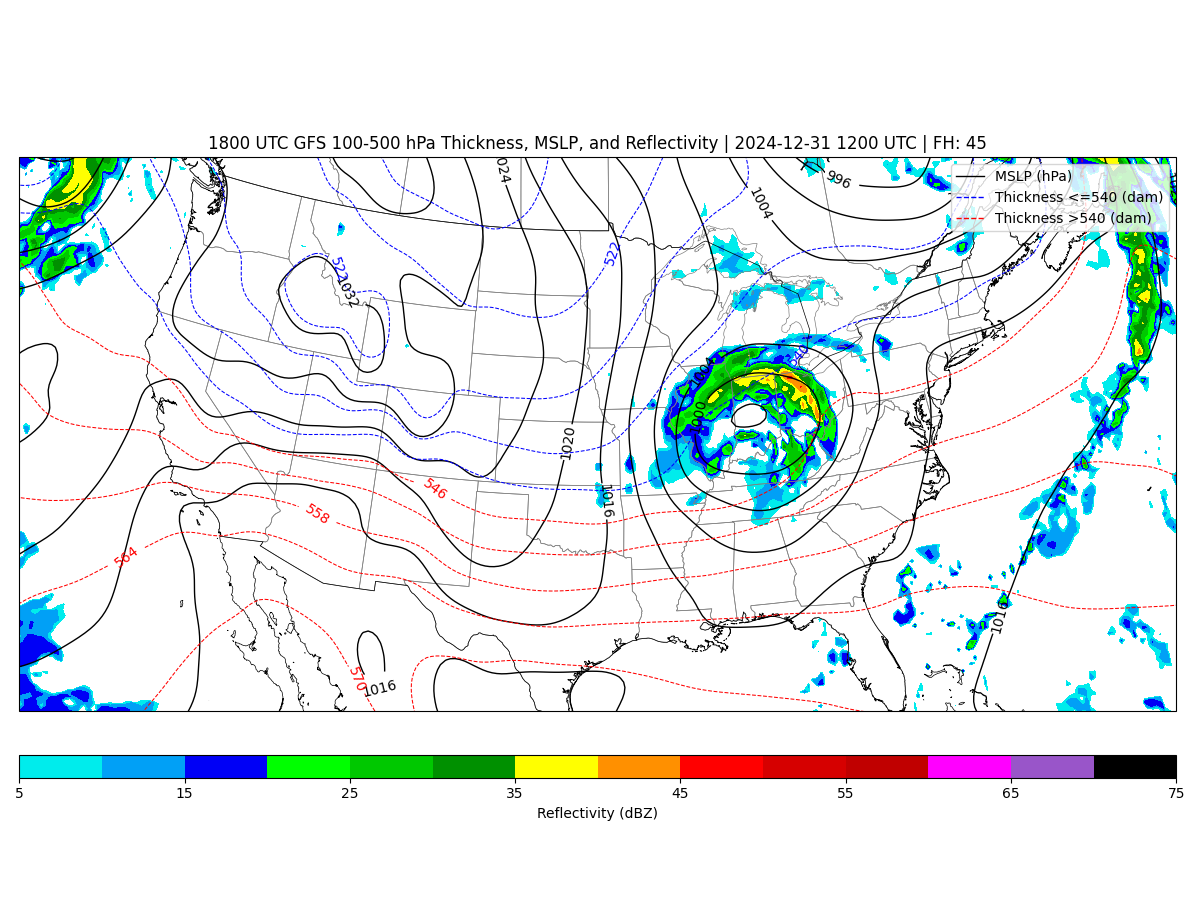 1800 UTC GFS 100-500 hPa Thickness, MSLP, and Reflectivity | 2024-12-31 1200 UTC | FH: 45
MSLP (hPa)
Thickness <=540 (dam)
Thickness >540 (dam)
1024
996
1004
522
522
1032
540
1004
1000
1020
546
1016
558
564
1016
570
1016
5 15 25 35 45 55 65 75
Reflectivity (dBZ)